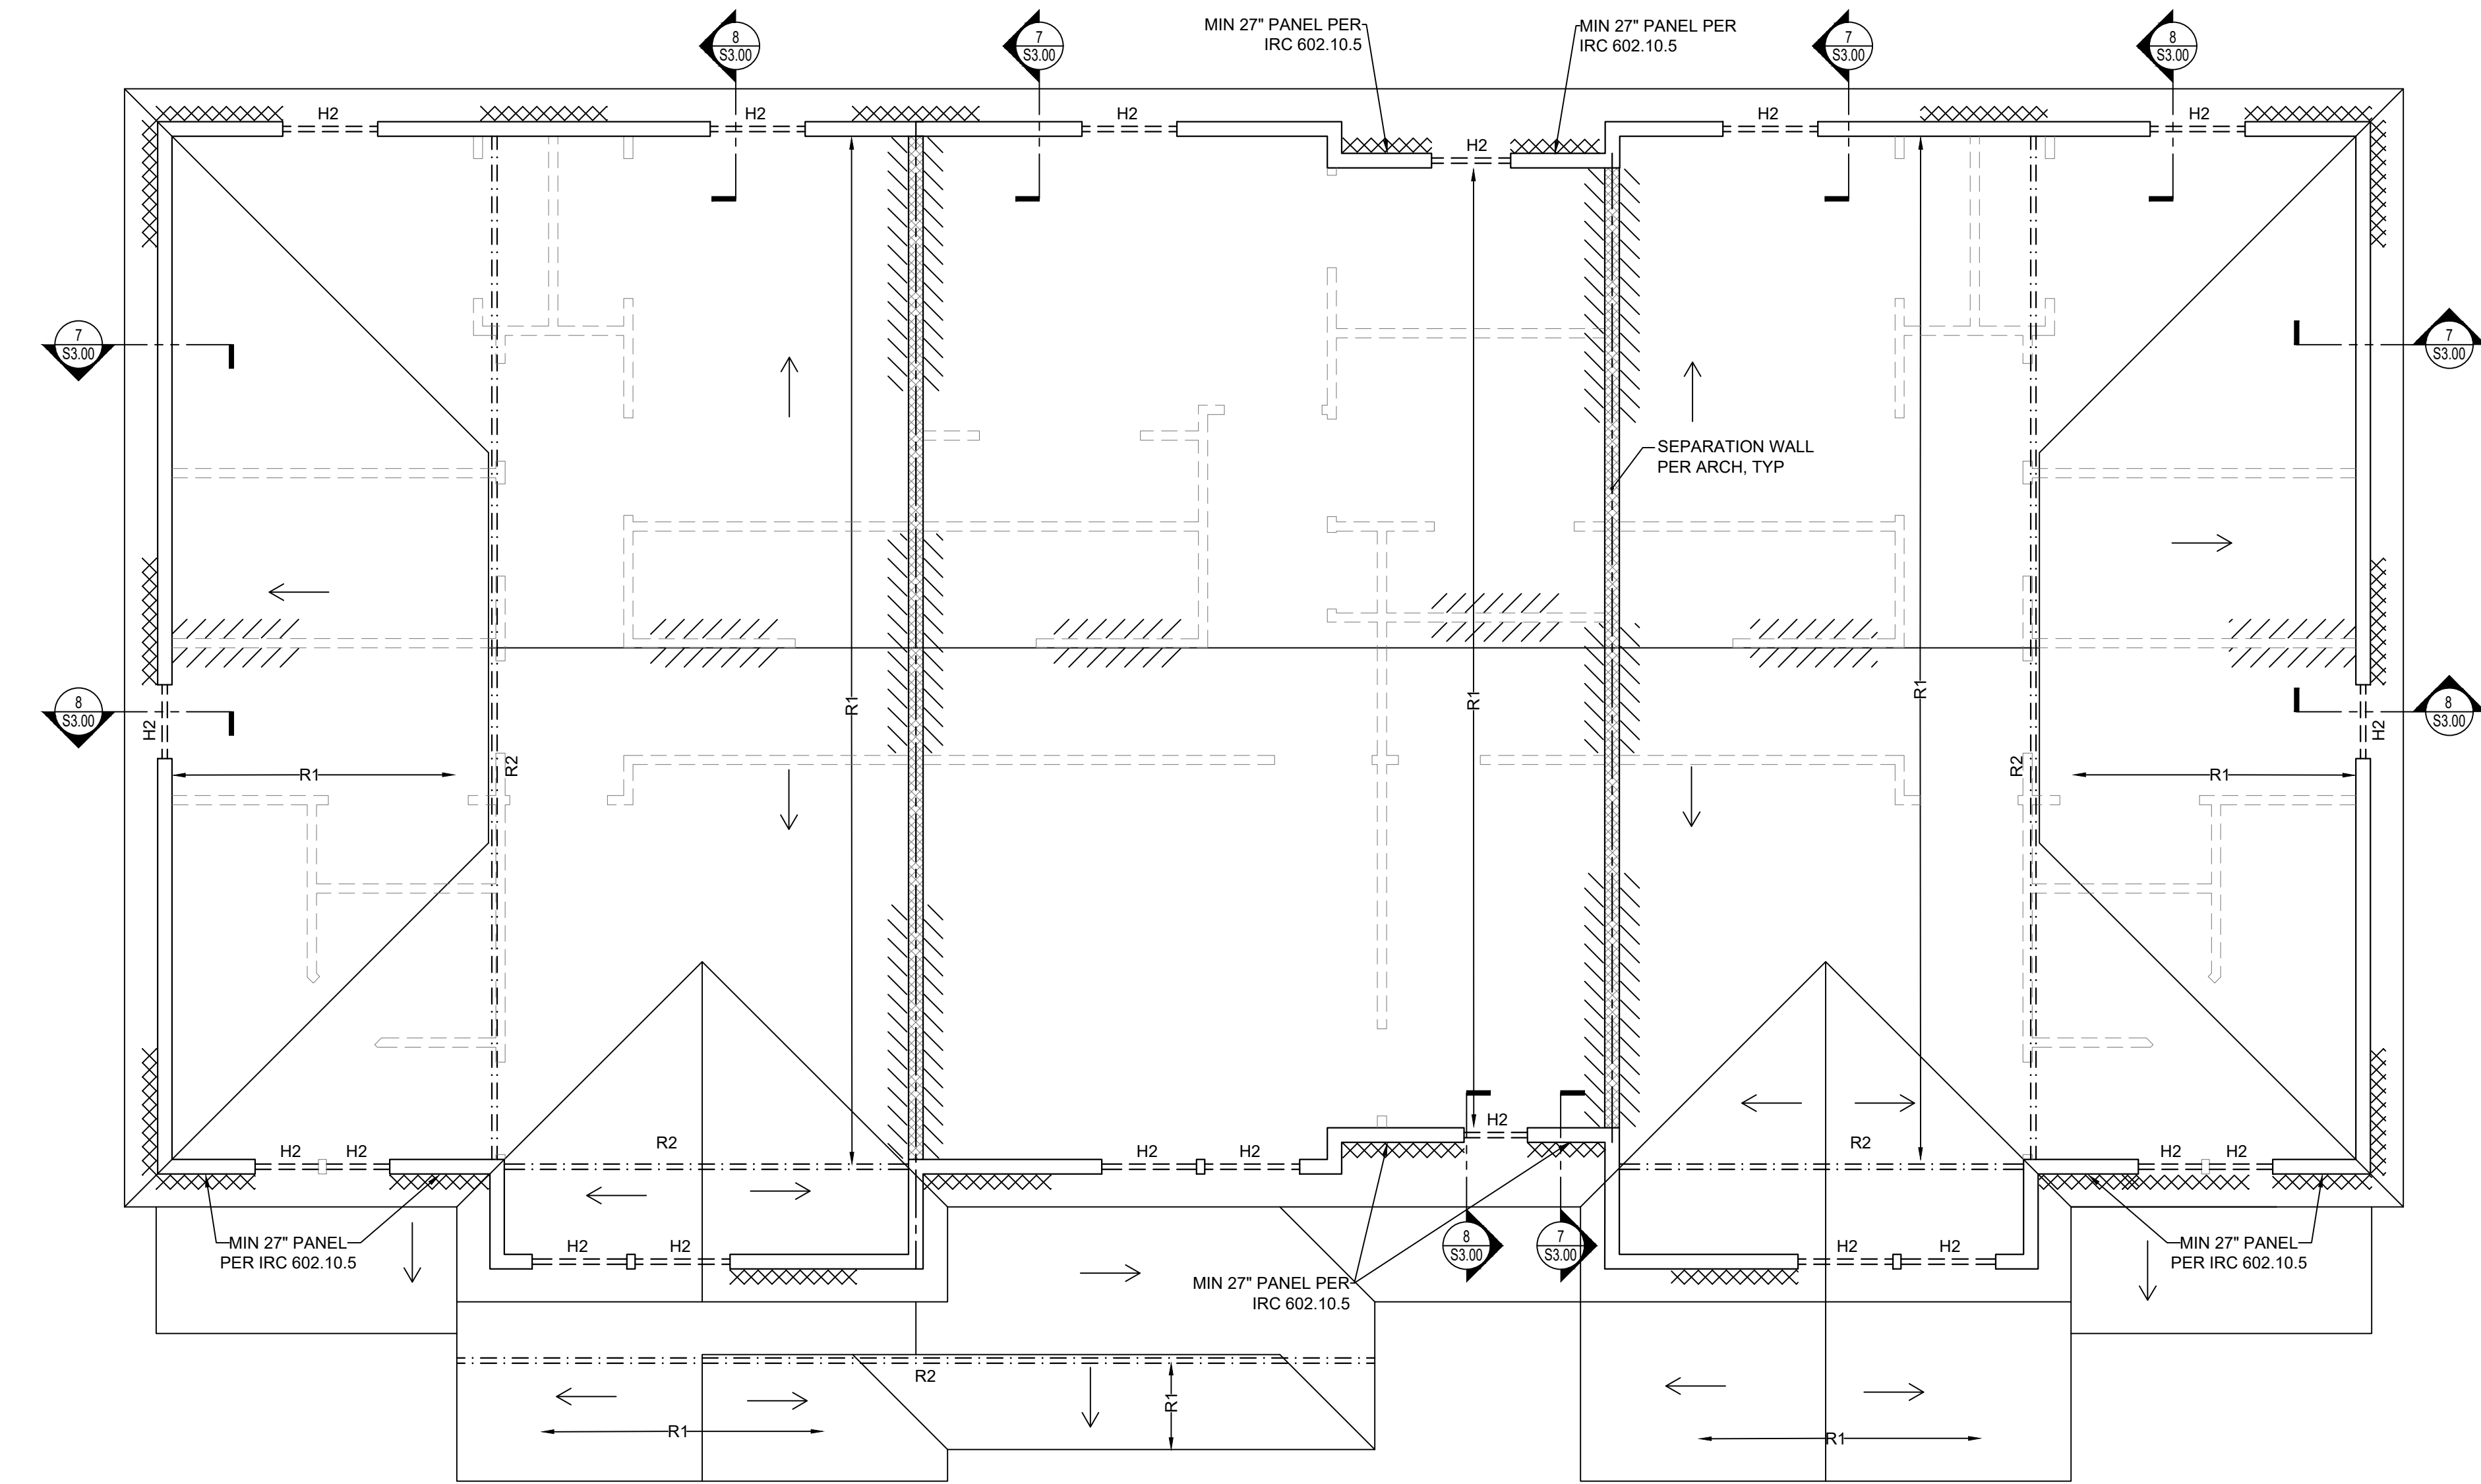 8
S3.00
7
S3.00
MIN 27" PANEL PER
IRC 602.10.5
MIN 27" PANEL PER
IRC 602.10.5
7
S3.00
8
S3.00
H2
H2
H2
H2
H2
H2
7
S3.00
7
S3.00
SEPARATION WALL
PER ARCH, TYP
8
S3.00
H2
R1
R2
R1
R1
R1
R2
R1
H2
8
S3.00
H2
H2
R2
H2
H2
H2
R2
H2
H2
MIN 27" PANEL
PER IRC 602.10.5
H2
H2
MIN 27" PANEL PER
IRC 602.10.5
8
S3.00
7
S3.00
H2
H2
MIN 27" PANEL
PER IRC 602.10.5
R2
R1
R1
R1